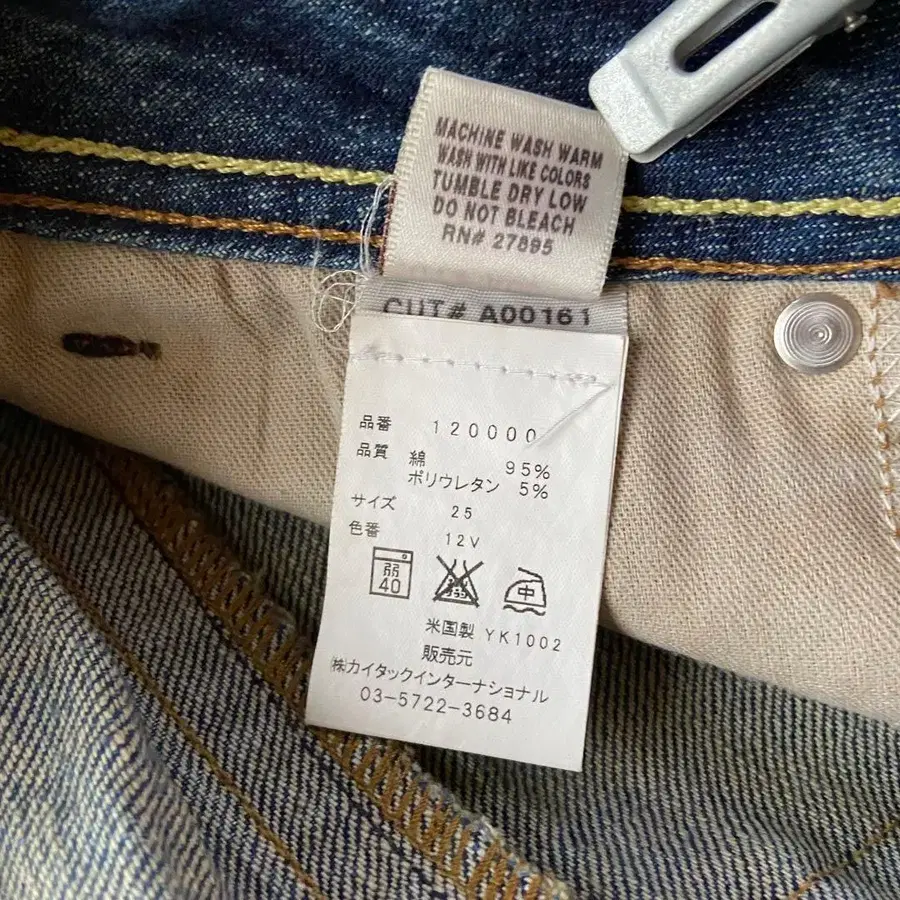 MACHINE WASH WARM
WASH WITH LIKE COLORS
TUMBLE DRY LOW
DO NOT BLEACH
RN# 27895
CUT# A00161
品番 120000
品質 綿 95%
ポリウレタン 5%
サイズ 25
色番 12V
弱 40 中
米国製 YK1002
販売元
㈱カイタックインターナショナル
03-5722-3684